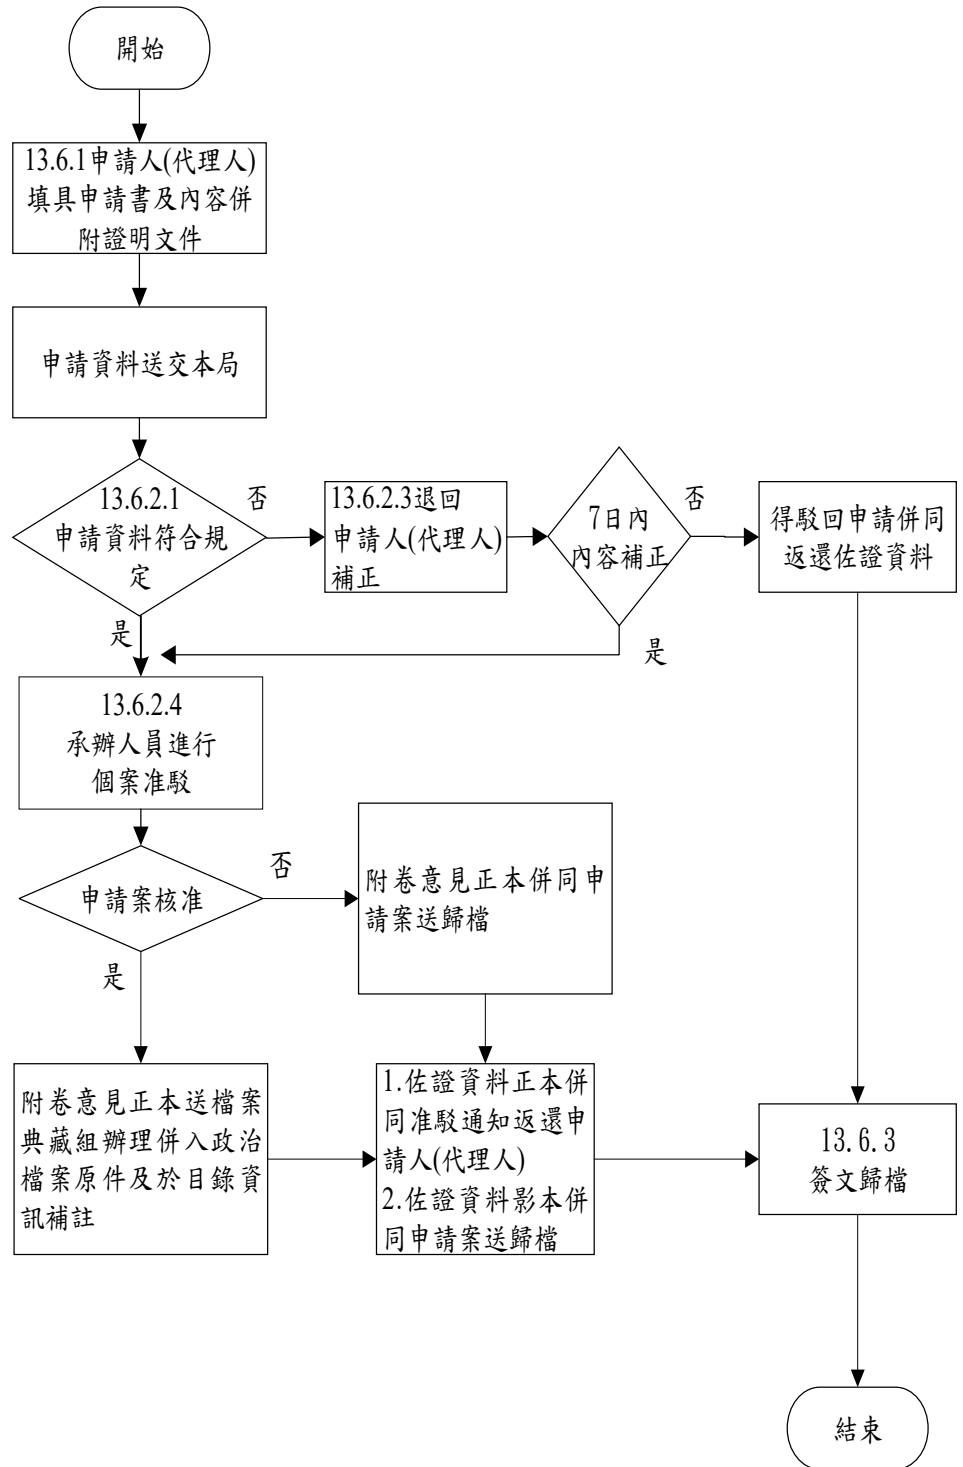 開始
13.6.1申請人(代理人)
填具申請書及內容併
附證明文件
申請資料送交本局
13.6.2.1
申請資料符合規
定
否
13.6.2.3退回
申請人(代理人)
補正
7日內
內容補正
否
得駁回申請併同
返還佐證資料
是
是
13.6.2.4
承辦人員進行
個案准駁
申請案核准
否
附卷意見正本併同申
請案送歸檔
是
附卷意見正本送檔案
典藏組辦理併入政治
檔案原件及於目錄資
訊補註
1.佐證資料正本併
同准駁通知返還申
請人(代理人)
2.佐證資料影本併
同申請案送歸檔
13.6.3
簽文歸檔
結束